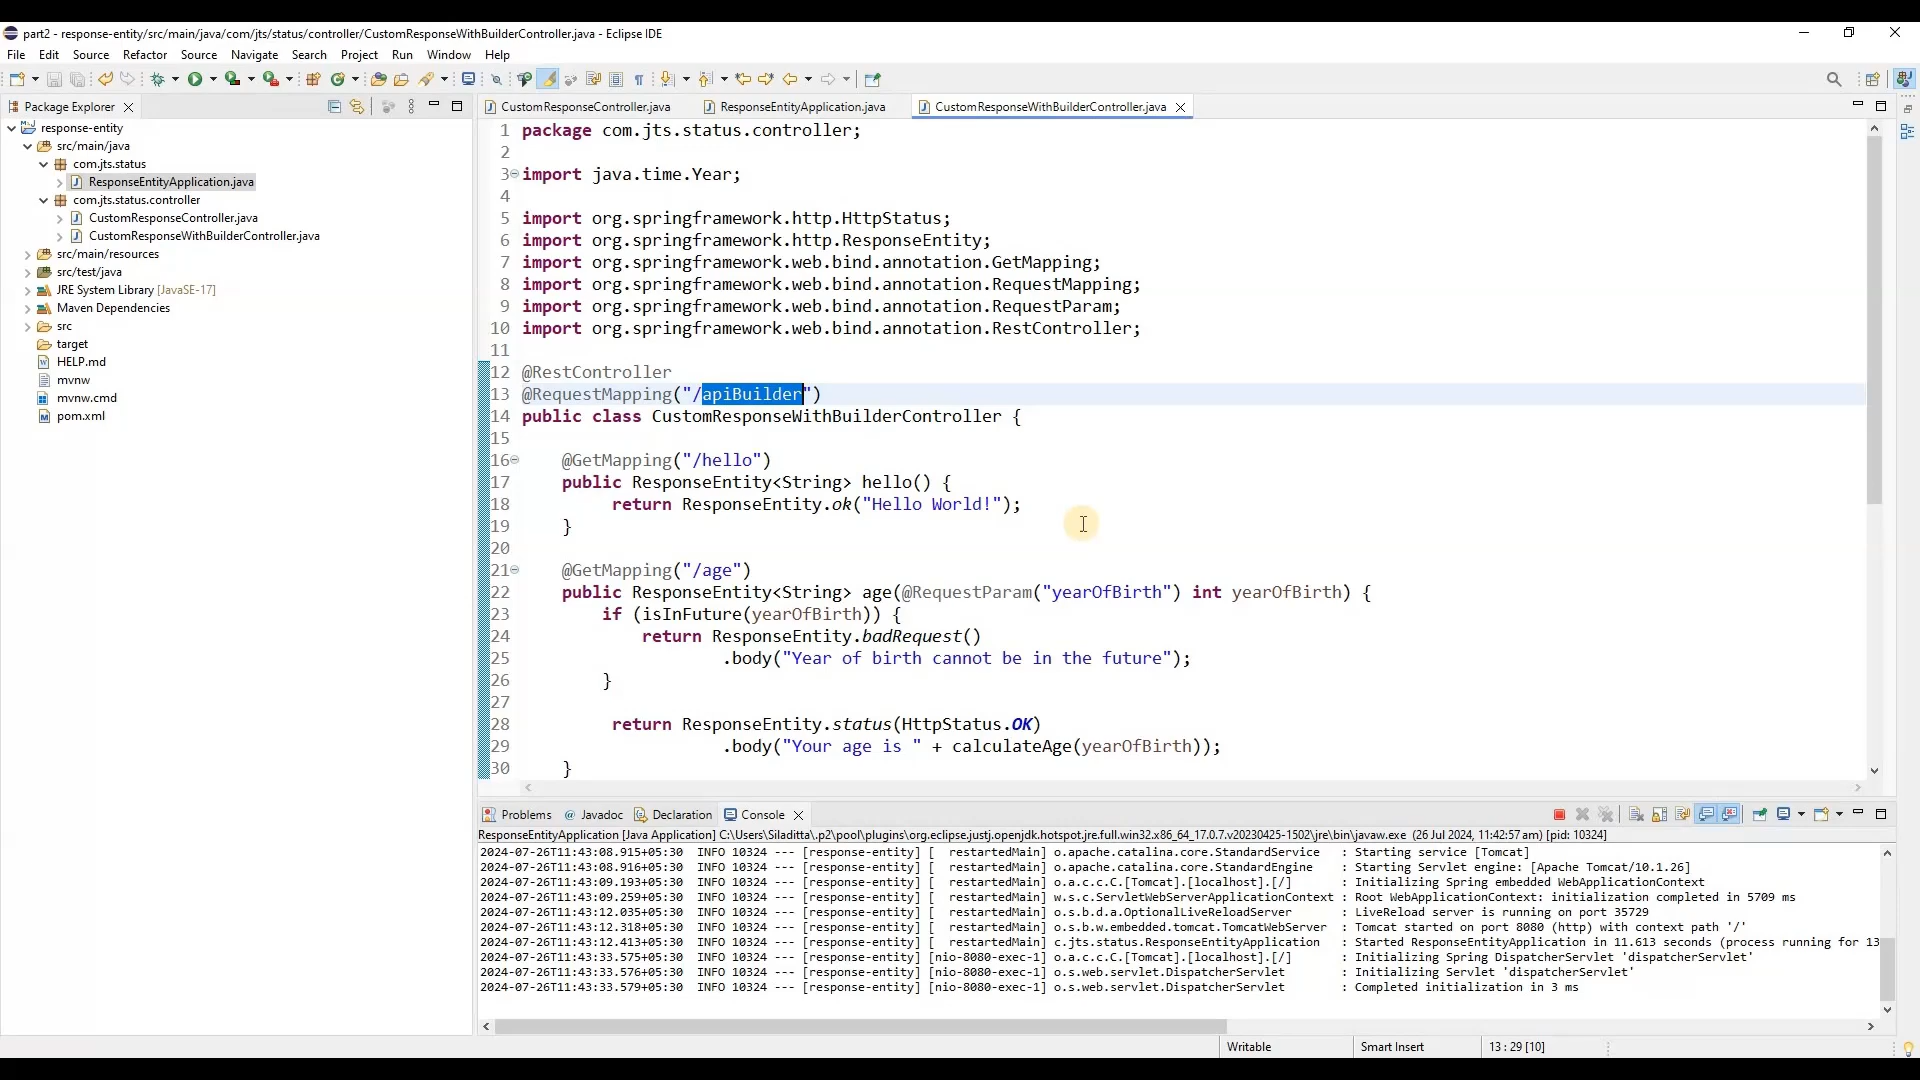 part2 - response-entity/src/main/java/com/jts/status/controller/CustomResponseWithBuilderController.java - Eclipse IDE
File Edit Source Refactor Source Navigate Search Project Run Window Help
Package Explorer
CustomResponseController.java ResponseEntityApplication.java CustomResponseWithBuilderController.java
response-entity
src/main/java
com.jts.status
ResponseEntityApplication.java
com.jts.status.controller
CustomResponseController.java
CustomResponseWithBuilderController.java
src/main/resources
src/test/java
JRE System Library [JavaSE-17]
Maven Dependencies
src
target
HELP.md
mvnw
mvnw.cmd
pom.xml
1 package com.jts.status.controller;
2
3 import java.time.Year;
4
5 import org.springframework.http.HttpStatus;
6 import org.springframework.http.ResponseEntity;
7 import org.springframework.web.bind.annotation.GetMapping;
8 import org.springframework.web.bind.annotation.RequestMapping;
9 import org.springframework.web.bind.annotation.RequestParam;
10 import org.springframework.web.bind.annotation.RestController;
11
12 @RestController
13 @RequestMapping("/apiBuilder")
14 public class CustomResponseWithBuilderController {
15
16 @GetMapping("/hello")
17 public ResponseEntity<String> hello() {
18 return ResponseEntity.ok("Hello World!");
19 }
20
21 @GetMapping("/age")
22 public ResponseEntity<String> age(@RequestParam("yearOfBirth") int yearOfBirth) {
23 if (isInFuture(yearOfBirth)) {
24 return ResponseEntity.badRequest()
25 .body("Year of birth cannot be in the future");
26 }
27
28 return ResponseEntity.status(HttpStatus.OK)
29 .body("Your age is " + calculateAge(yearOfBirth));
30 }
Problems Javadoc Declaration Console
ResponseEntityApplication [Java Application] C:\Users\Siladitta\.p2\pool\plugins\org.eclipse.justj.openjdk.hotspot.jre.full.win32.x86_64_17.0.7.v20230425-1502\jre\bin\javaw.exe (26 Jul 2024, 11:42:57 am) [pid: 10324]
2024-07-26T11:43:08.915+05:30 INFO 10324 --- [response-entity] [ restartedMain] o.apache.catalina.core.StandardService : Starting service [Tomcat]
2024-07-26T11:43:08.916+05:30 INFO 10324 --- [response-entity] [ restartedMain] o.apache.catalina.core.StandardEngine : Starting Servlet engine: [Apache Tomcat/10.1.26]
2024-07-26T11:43:09.193+05:30 INFO 10324 --- [response-entity] [ restartedMain] o.a.c.c.C.[Tomcat].[localhost].[/] : Initializing Spring embedded WebApplicationContext
2024-07-26T11:43:09.259+05:30 INFO 10324 --- [response-entity] [ restartedMain] w.s.c.ServletWebServerApplicationContext : Root WebApplicationContext: initialization completed in 5709 ms
2024-07-26T11:43:12.035+05:30 INFO 10324 --- [response-entity] [ restartedMain] o.s.b.d.a.OptionalLiveReloadServer : LiveReload server is running on port 35729
2024-07-26T11:43:12.318+05:30 INFO 10324 --- [response-entity] [ restartedMain] o.s.b.w.embedded.tomcat.TomcatWebServer : Tomcat started on port 8080 (http) with context path '/'
2024-07-26T11:43:12.413+05:30 INFO 10324 --- [response-entity] [ restartedMain] c.jts.status.ResponseEntityApplication : Started ResponseEntityApplication in 11.613 seconds (process running for 13
2024-07-26T11:43:33.575+05:30 INFO 10324 --- [response-entity] [nio-8080-exec-1] o.a.c.c.C.[Tomcat].[localhost].[/] : Initializing Spring DispatcherServlet 'dispatcherServlet'
2024-07-26T11:43:33.576+05:30 INFO 10324 --- [response-entity] [nio-8080-exec-1] o.s.web.servlet.DispatcherServlet : Initializing Servlet 'dispatcherServlet'
2024-07-26T11:43:33.579+05:30 INFO 10324 --- [response-entity] [nio-8080-exec-1] o.s.web.servlet.DispatcherServlet : Completed initialization in 3 ms
Writable Smart Insert 13 : 29 [10]